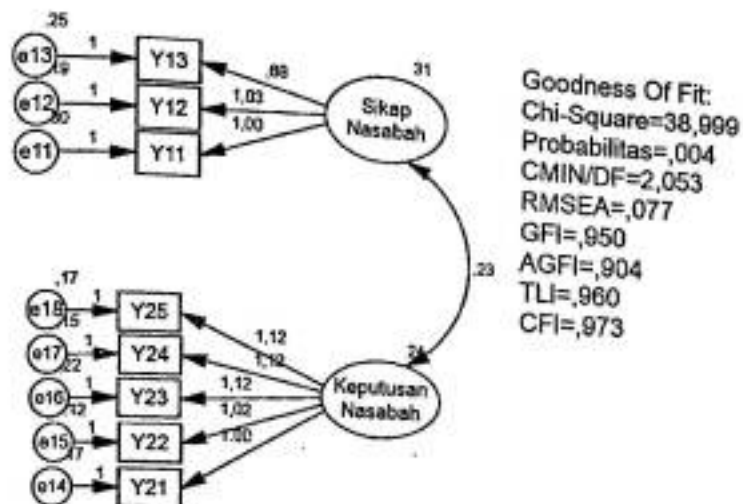 ,25
e13 1 Y13 ,88 ,31
e12 1 Y12 1,03 Sikap
Nasabah
e11 1 Y11 1,00
Goodness Of Fit:
Chi-Square=38,999
Probabilitas=,004
CMIN/DF=2,053
RMSEA=,077
GFI=,950
AGFI=,904
TLI=,960
CFI=,973
,23
,17
e18 1 Y25 1,12
,15
e17 1 Y24
,22
e16 1 Y23 1,12 Keputusan
Nasabah
,12
e15 1 Y22 1,02
,17
e14 1 Y21 1,00